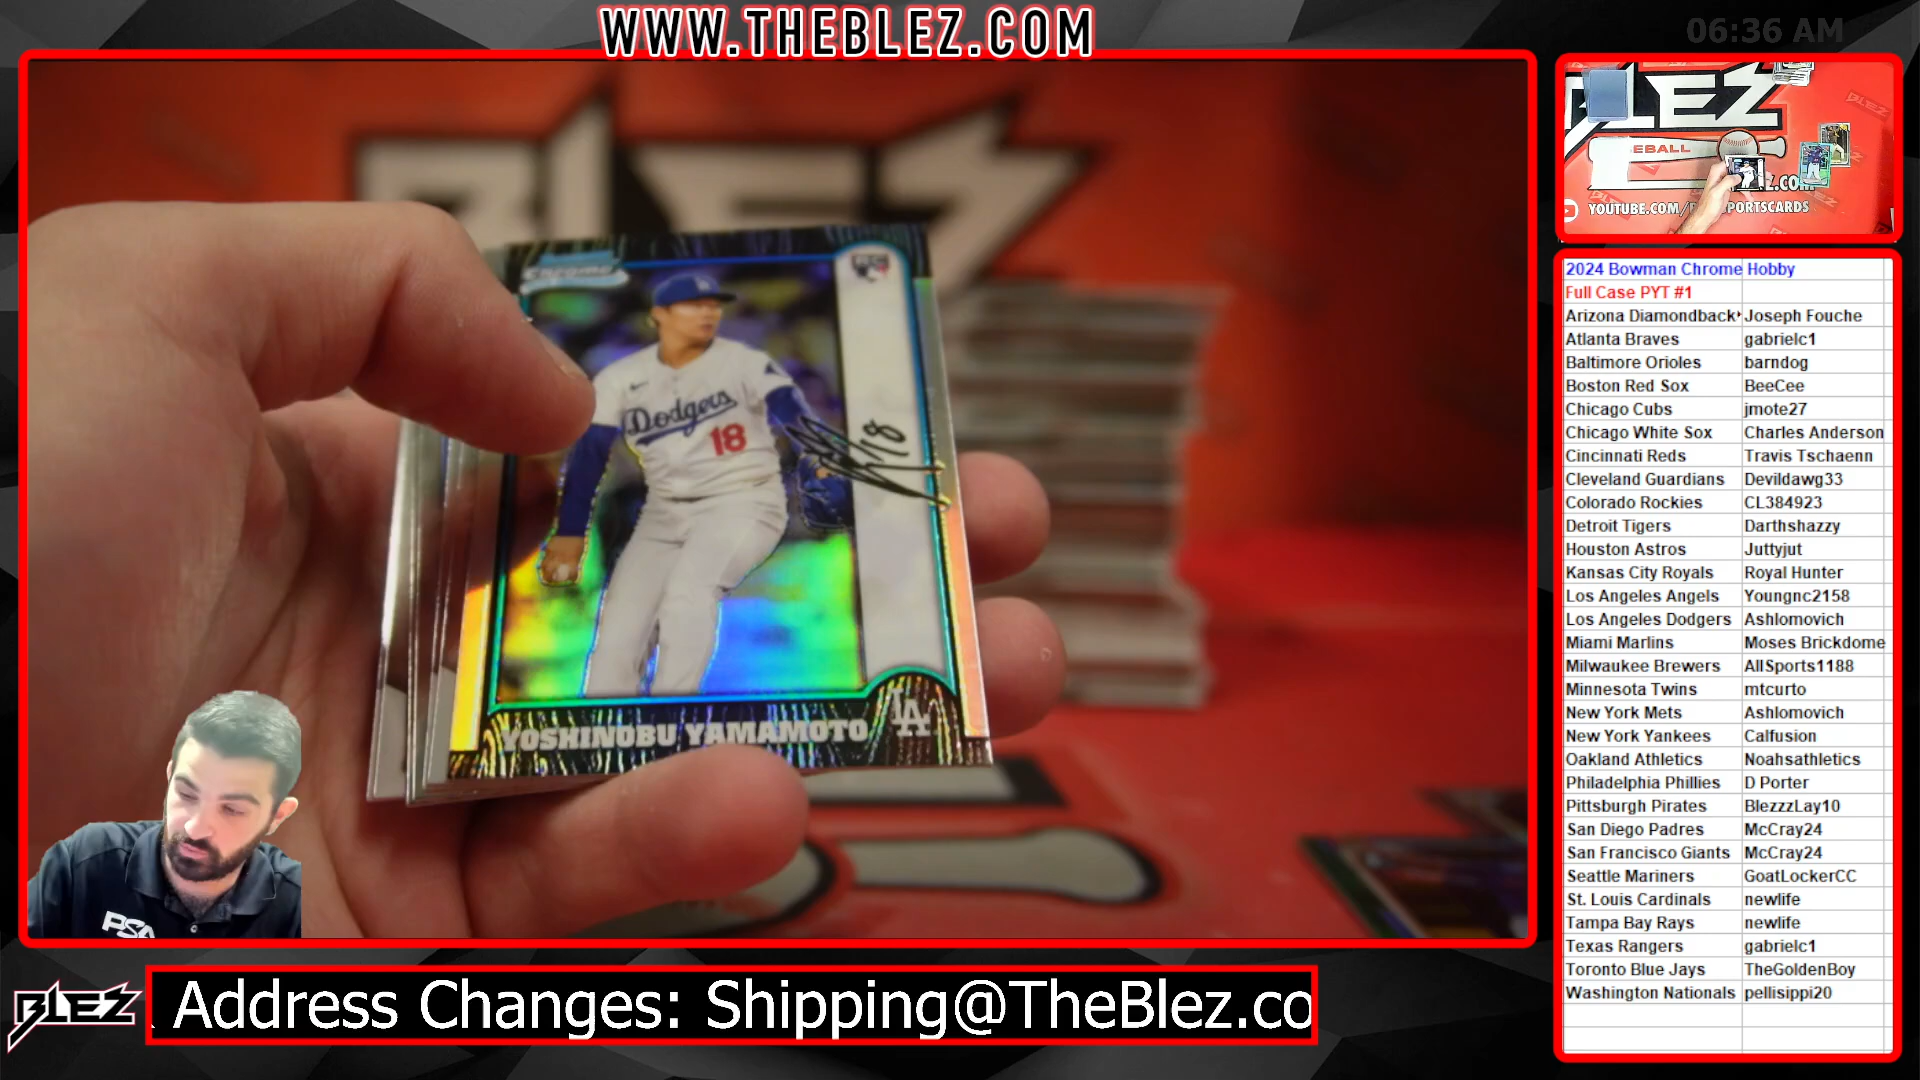 WWW.THEBLEZ.COM
06:36 AM
BLEZ
Chrome
RC
Dodgers
18
YOSHINOBU YAMAMOTO
LA
BLEZ
EBALL
YOUTUBE.COM/
PORTSCARDS
2024 Bowman Chrome Hobby
Full Case PYT #1
Arizona Diamondback Joseph Fouche
Atlanta Braves gabrielc1
Baltimore Orioles barndog
Boston Red Sox BeeCee
Chicago Cubs jmote27
Chicago White Sox Charles Anderson
Cincinnati Reds Travis Tschaenn
Cleveland Guardians Devildawg33
Colorado Rockies CL384923
Detroit Tigers Darthshazzy
Houston Astros Juttyjut
Kansas City Royals Royal Hunter
Los Angeles Angels Youngnc2158
Los Angeles Dodgers Ashlomovich
Miami Marlins Moses Brickdome
Milwaukee Brewers AllSports1188
Minnesota Twins mtcurto
New York Mets Ashlomovich
New York Yankees Calfusion
Oakland Athletics Noahsathletics
Philadelphia Phillies D Porter
Pittsburgh Pirates BlezzzLay10
San Diego Padres McCray24
San Francisco Giants McCray24
Seattle Mariners GoatLockerCC
St. Louis Cardinals newlife
Tampa Bay Rays newlife
Texas Rangers gabrielc1
Toronto Blue Jays TheGoldenBoy
Washington Nationals pellisippi20
PSA
BLEZ
Address Changes: Shipping@TheBlez.co